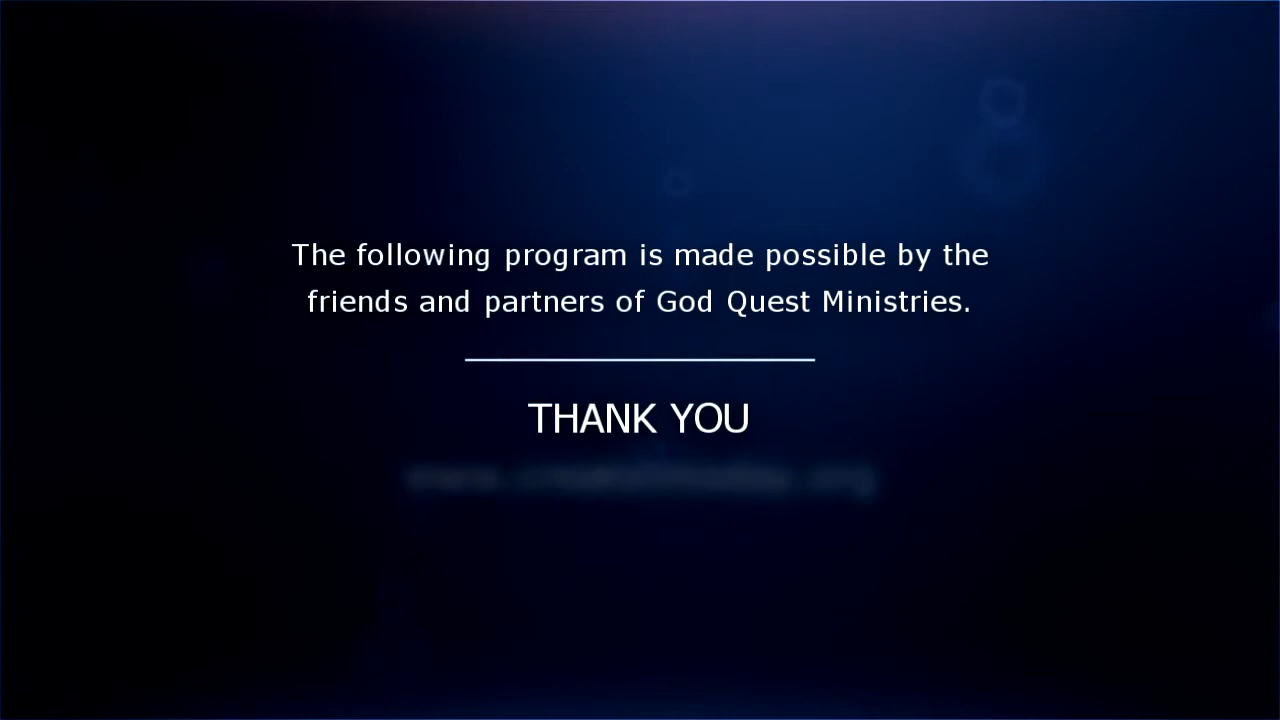 The following program is made possible by the
friends and partners of God Quest Ministries.
THANK YOU